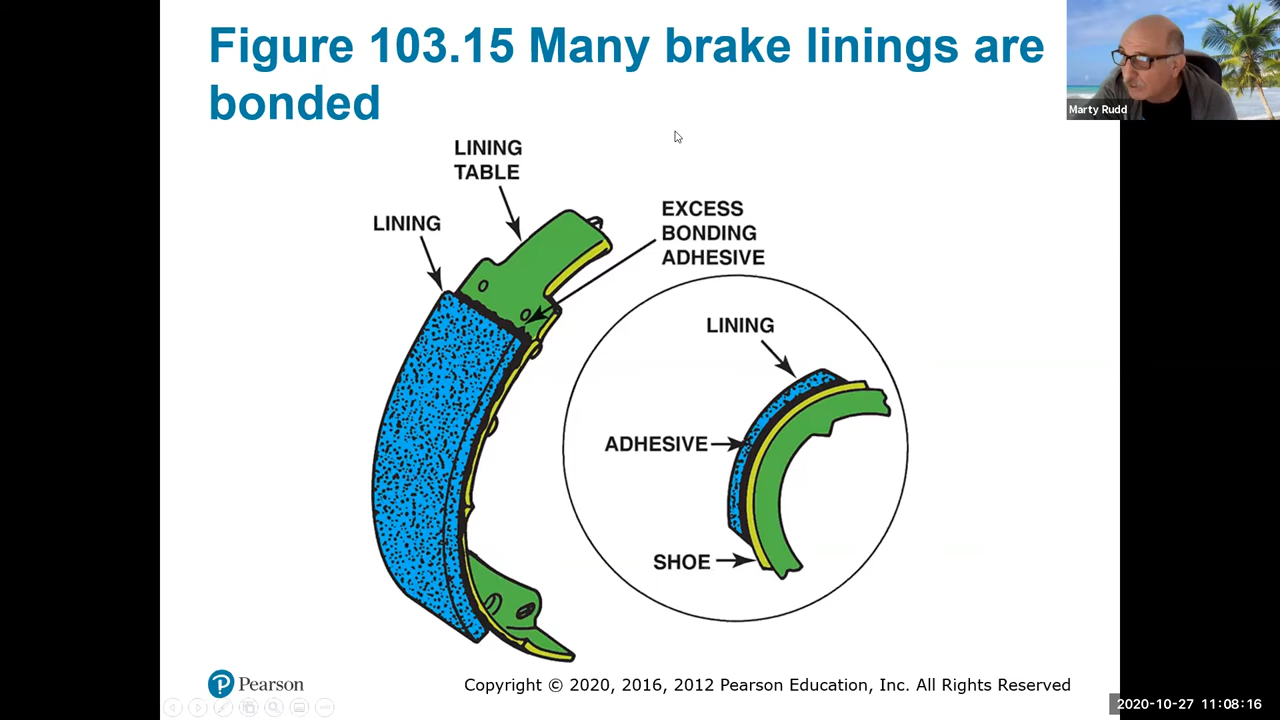 Figure 103.15 Many brake linings are
bonded
Marty Rudd
LINING
TABLE
LINING
EXCESS
BONDING
ADHESIVE
LINING
ADHESIVE
SHOE
Pearson
Copyright © 2020, 2016, 2012 Pearson Education, Inc. All Rights Reserved
2020-10-27 11:08:16